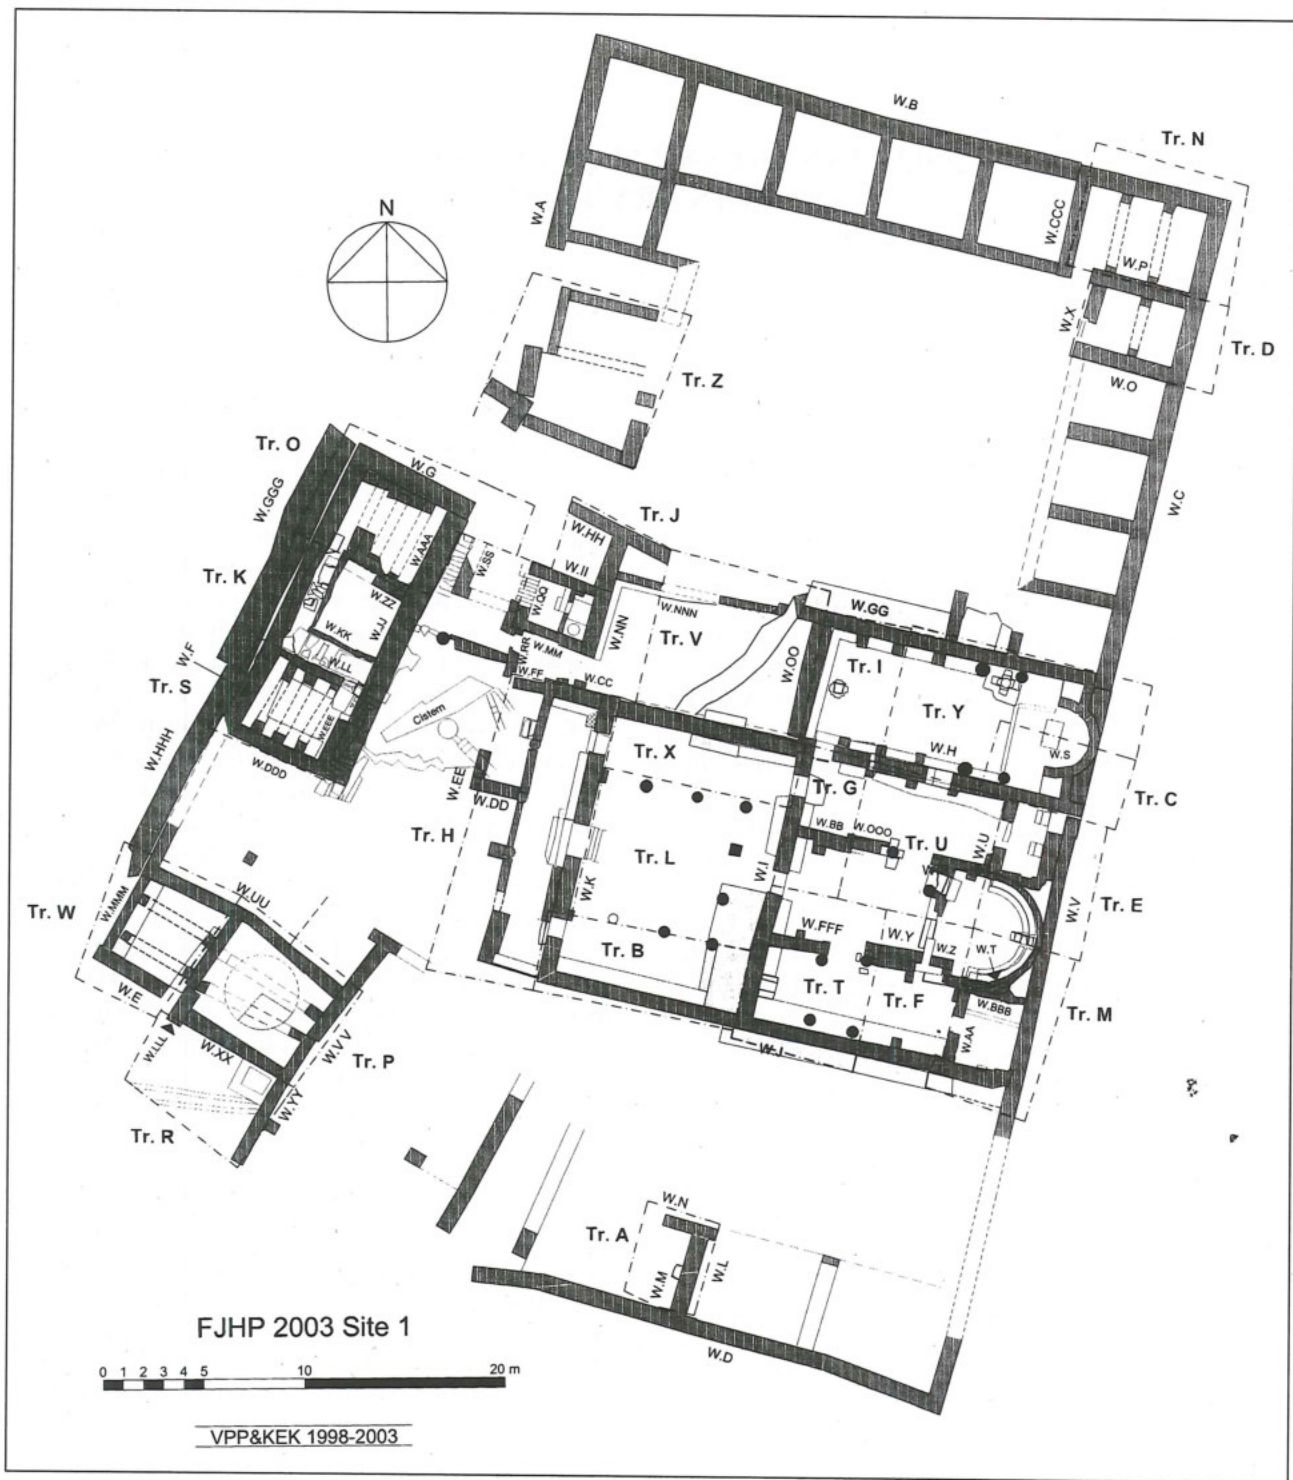 W.B
Tr. N
W.A
W.CCC
N
W.P
W.X
Tr. D
Tr. Z
W.O
Tr. O
W.G
W.C
W.GGG
Tr. J
W.HH
W.AAA
W.SS
W.II
Tr. K
W.ZZ
W.QQ
W.GG
W.JJ
W.NN
W.NNN
W.KK
Tr. V
W.RR
W.MM
W.OO
Tr. I
W.LL
W.F
W.FF
W.CC
Tr. S
Tr. Y
Cistern
W.EEE
W.H
W.S
W.HHH
Tr. X
W.DDD
W.EE
Tr. G
Tr. C
W.DD
Tr. H
W.BB
W.OOO
Tr. U
W.U
Tr. L
W.I
W.K
W.UU
Tr. W
W.MMM
W.V
Tr. E
W.FFF
W.Y
W.Z
W.T
Tr. B
Tr. T
Tr. F
W.E
W.BBB
Tr. M
W.AA
W.LLL
W.XX
W.VV
W.J
Tr. P
W.YY
Tr. R
W.N
Tr. A
W.L
W.M
W.D
FJHP 2003 Site 1
0 1 2 3 4 5 10 20 m
VPP&KEK 1998-2003